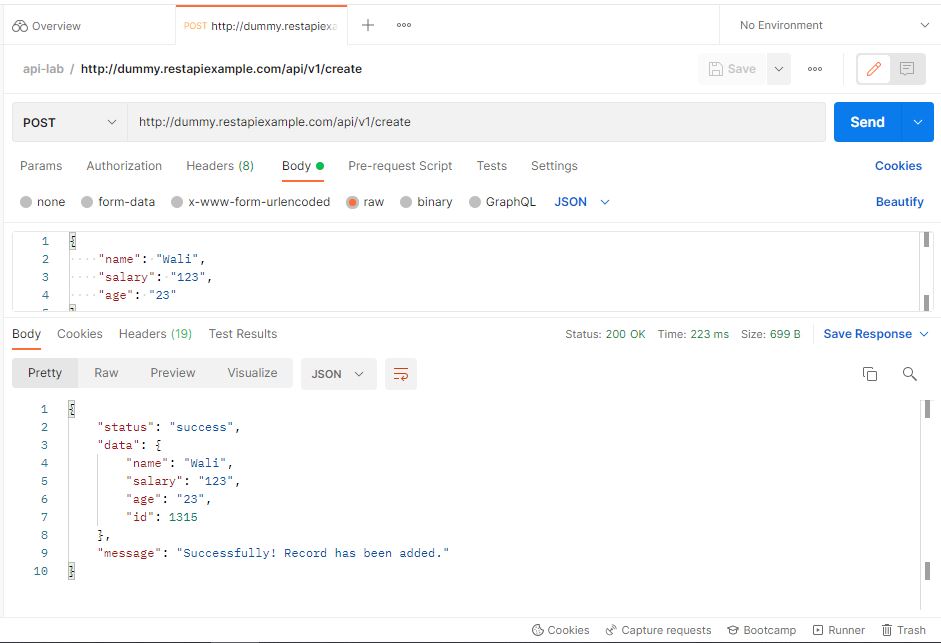 Overview
POST http://dummy.restapiexa
No Environment
api-lab / http://dummy.restapiexample.com/api/v1/create
Save
POST http://dummy.restapiexample.com/api/v1/create Send
Params Authorization Headers (8) Body Pre-request Script Tests Settings Cookies
none form-data x-www-form-urlencoded raw binary GraphQL JSON Beautify
1 {
2 "name": "Wali",
3 "salary": "123",
4 "age": "23"
5 }
Body Cookies Headers (19) Test Results Status: 200 OK Time: 223 ms Size: 699 B Save Response
Pretty Raw Preview Visualize JSON
1 {
2 "status": "success",
3 "data": {
4 "name": "Wali",
5 "salary": "123",
6 "age": "23",
7 "id": 1315
8 },
9 "message": "Successfully! Record has been added."
10 }
Cookies Capture requests Bootcamp Runner Trash